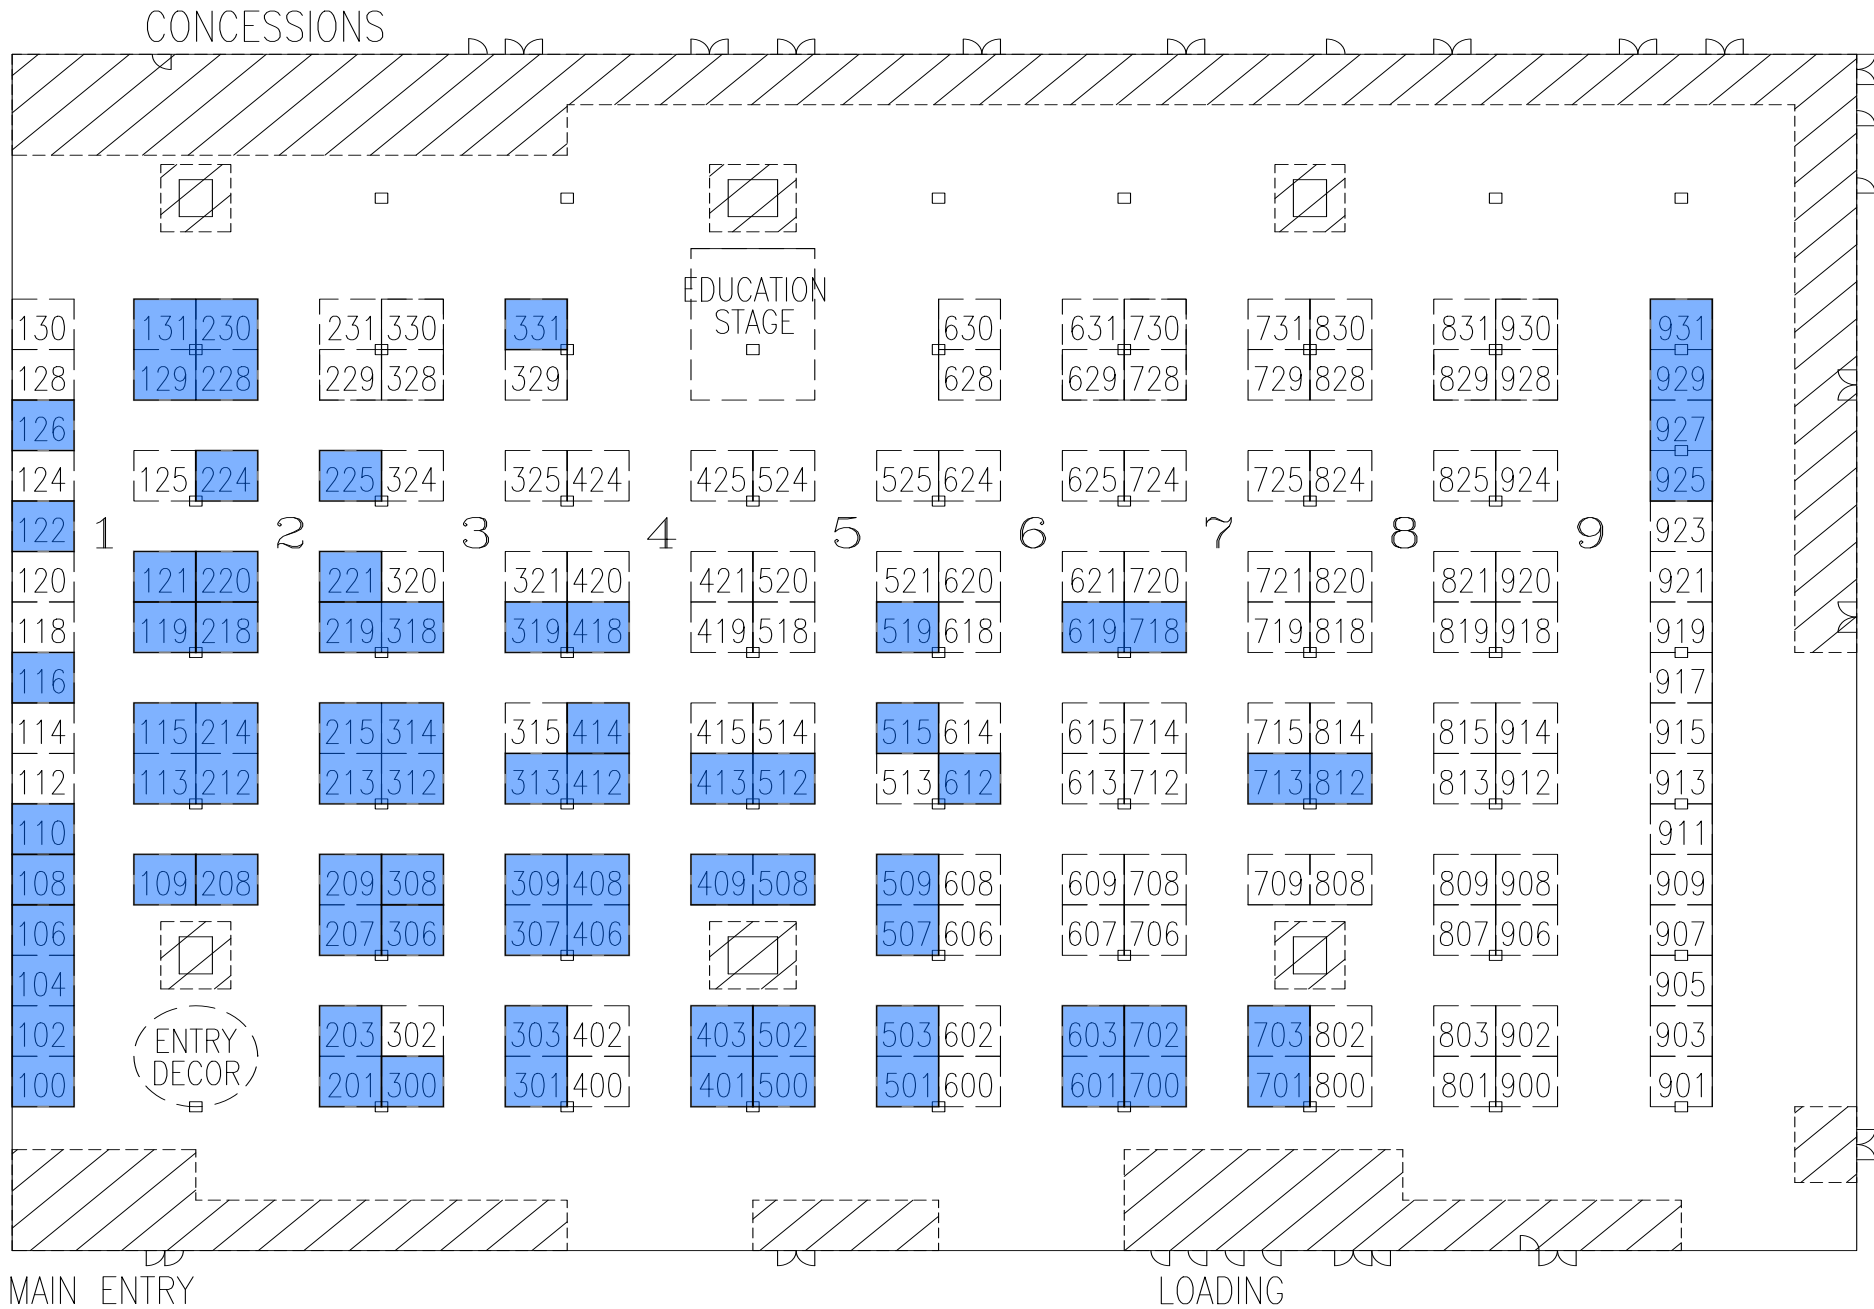 CONCESSIONS
EDUCATION
STAGE
130 131 230 231 330 331 630 631 730 731 830 831 930 931
128 129 228 229 328 329 628 629 728 729 828 829 928 929
126 927
124 125 224 225 324 325 424 425 524 525 624 625 724 725 824 825 924 925
122 1 2 3 4 5 6 7 8 9 923
120 121 220 221 320 321 420 421 520 521 620 621 720 721 820 821 920 921
118 119 218 219 318 319 418 419 518 519 618 619 718 719 818 819 918 919
116 917
114 115 214 215 314 315 414 415 514 515 614 615 714 715 814 815 914 915
112 113 212 213 312 313 412 413 512 513 612 613 712 713 812 813 912 913
110 911
108 109 208 209 308 309 408 409 508 509 608 609 708 709 808 809 908 909
106 207 306 307 406 507 606 607 706 807 906 907
104 905
102 203 302 303 402 403 502 503 602 603 702 703 802 803 902 903
100 201 300 301 400 401 500 501 600 601 700 701 800 801 900 901
ENTRY
DECOR
MAIN ENTRY
LOADING